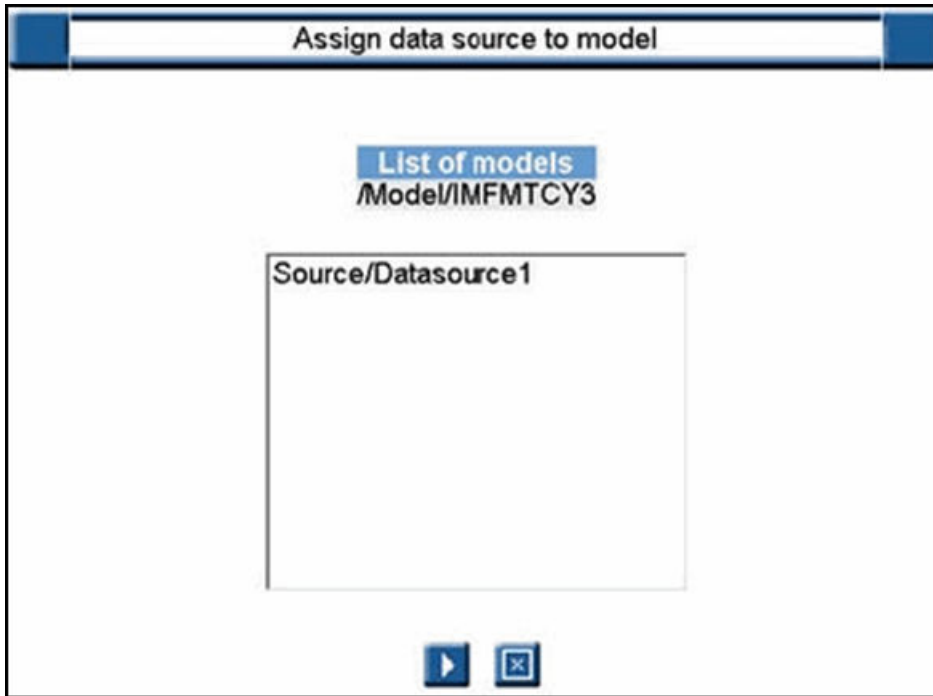 Assign data source to model
List of models
/Model/IMFMTCY3
Source/Datasource1